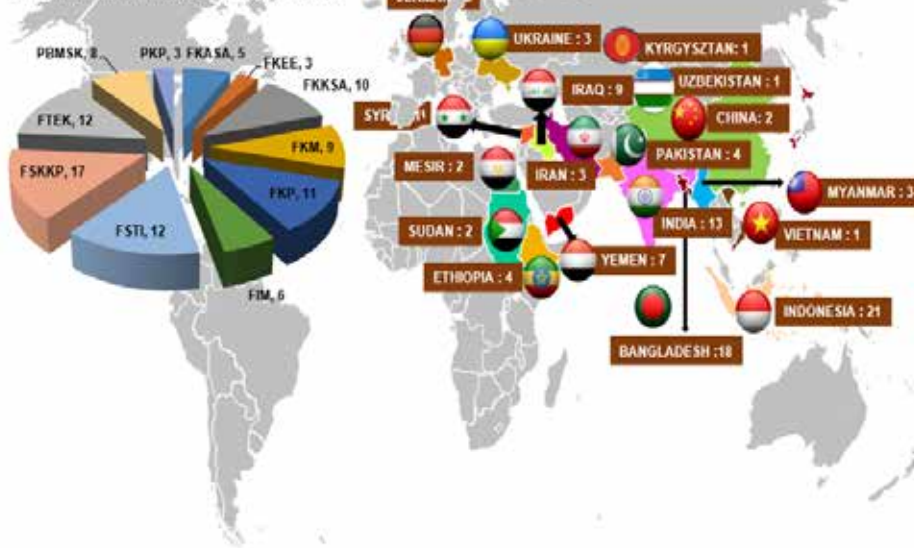 PBMSK, 8
PKP, 3
FKASA, 5
FKEE, 3
FKKSA, 10
FTEK, 12
FKM, 9
FSKKP, 17
FKP, 11
FSTI, 12
FIM, 6
UKRAINE : 3
KYRGYSZTAN: 1
IRAQ : 9
UZBEKISTAN : 1
CHINA: 2
MESIR : 2
IRAN : 3
PAKISTAN : 4
MYANMAR : 3
SUDAN : 2
INDIA : 13
VIETNAM : 1
ETHIOPIA : 4
YEMEN : 7
INDONESIA : 21
BANGLADESH :18